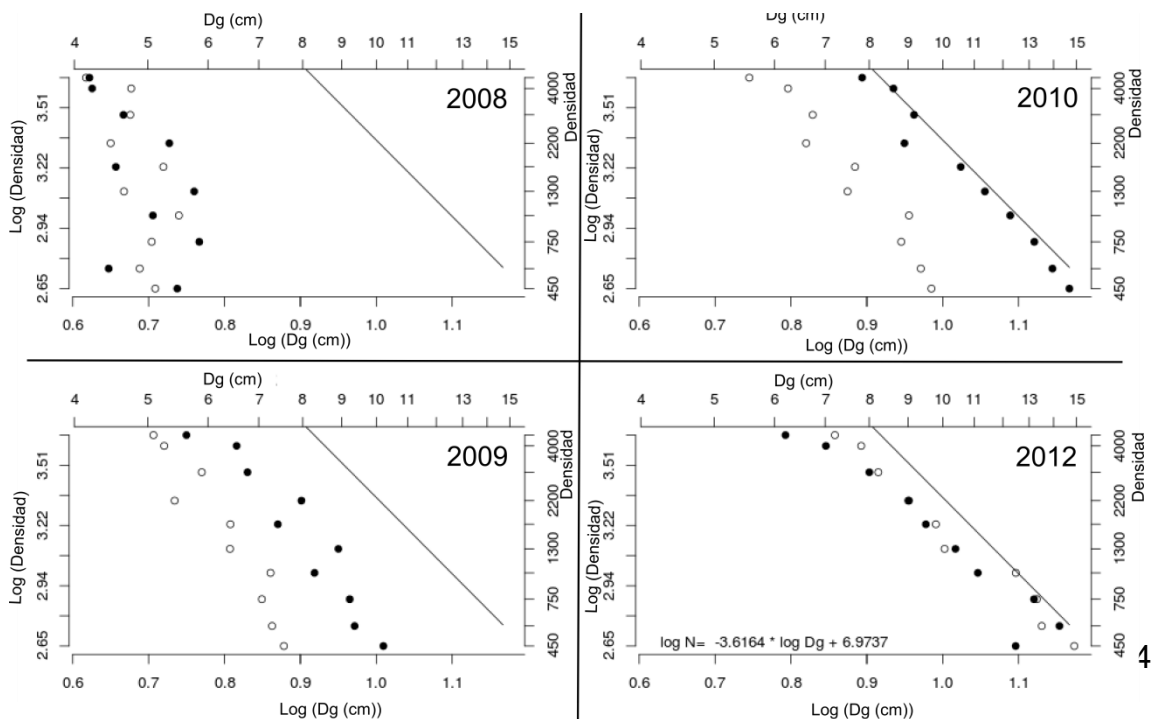 Dg (cm)
4 5 6 7 8 9 10 11 13 15
2008
Log (Densidad)
3.51
3.22
2.94
2.65
Densidad
4000
2200
1300
750
450
0.6 0.7 0.8 0.9 1.0 1.1
Log (Dg (cm))
Dg (cm)
4 5 6 7 8 9 10 11 13 15
2010
Log (Densidad)
3.51
3.22
2.94
2.65
Densidad
4000
2200
1300
750
450
0.6 0.7 0.8 0.9 1.0 1.1
Log (Dg (cm))
Dg (cm)
4 5 6 7 8 9 10 11 13 15
2009
Log (Densidad)
3.51
3.22
2.94
2.65
Densidad
4000
2200
1300
750
450
0.6 0.7 0.8 0.9 1.0 1.1
Log (Dg (cm))
Dg (cm)
4 5 6 7 8 9 10 11 13 15
2012
Log (Densidad)
3.51
3.22
2.94
2.65
Densidad
4000
2200
1300
750
450
log N= -3.6164 * log Dg + 6.9737
4
0.6 0.7 0.8 0.9 1.0 1.1
Log (Dg (cm))